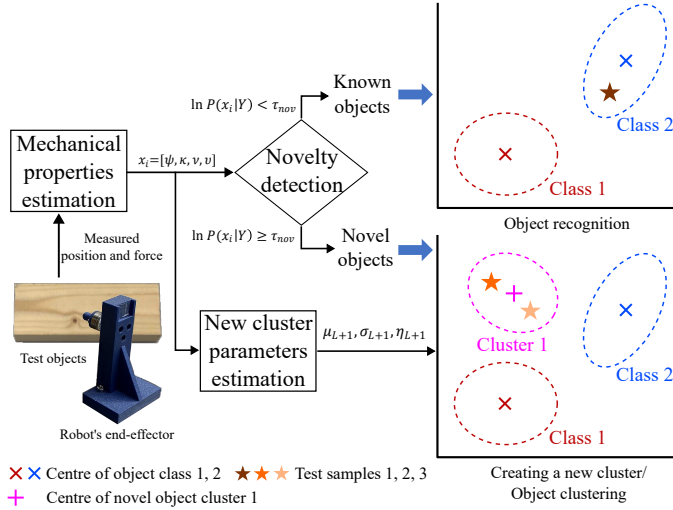 Mechanical
properties
estimation
x_i=[ψ, κ, ν, υ]
ln P(x_i|Y) < τ_nov
Known
objects
Novelty
detection
ln P(x_i|Y) ≥ τ_nov
Novel
objects
Class 2
Class 1
Object recognition
Measured
position and force
Test objects
Robot's end-effector
New cluster
parameters
estimation
μ_{L+1}, σ_{L+1}, η_{L+1}
Cluster 1
Class 2
Class 1
Creating a new cluster/
Object clustering
Centre of object class 1, 2
Test samples 1, 2, 3
Centre of novel object cluster 1